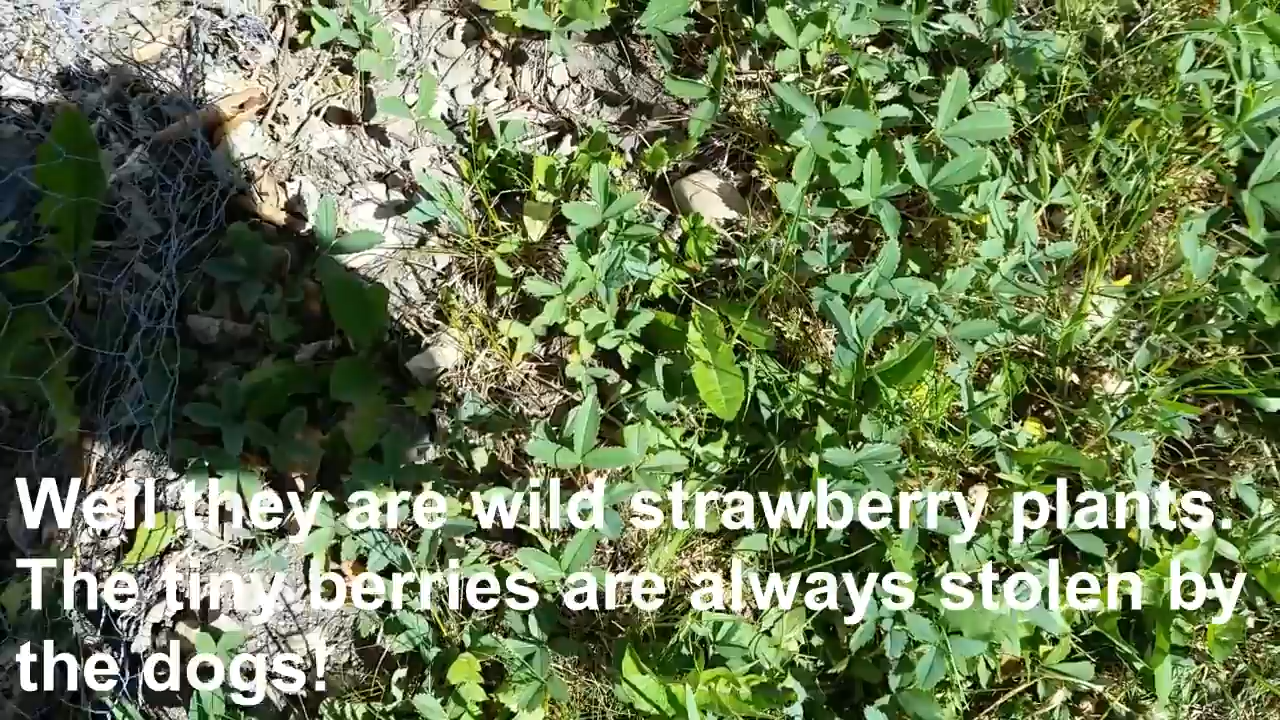 Well they are wild strawberry plants.
The tiny berries are always stolen by
the dogs!